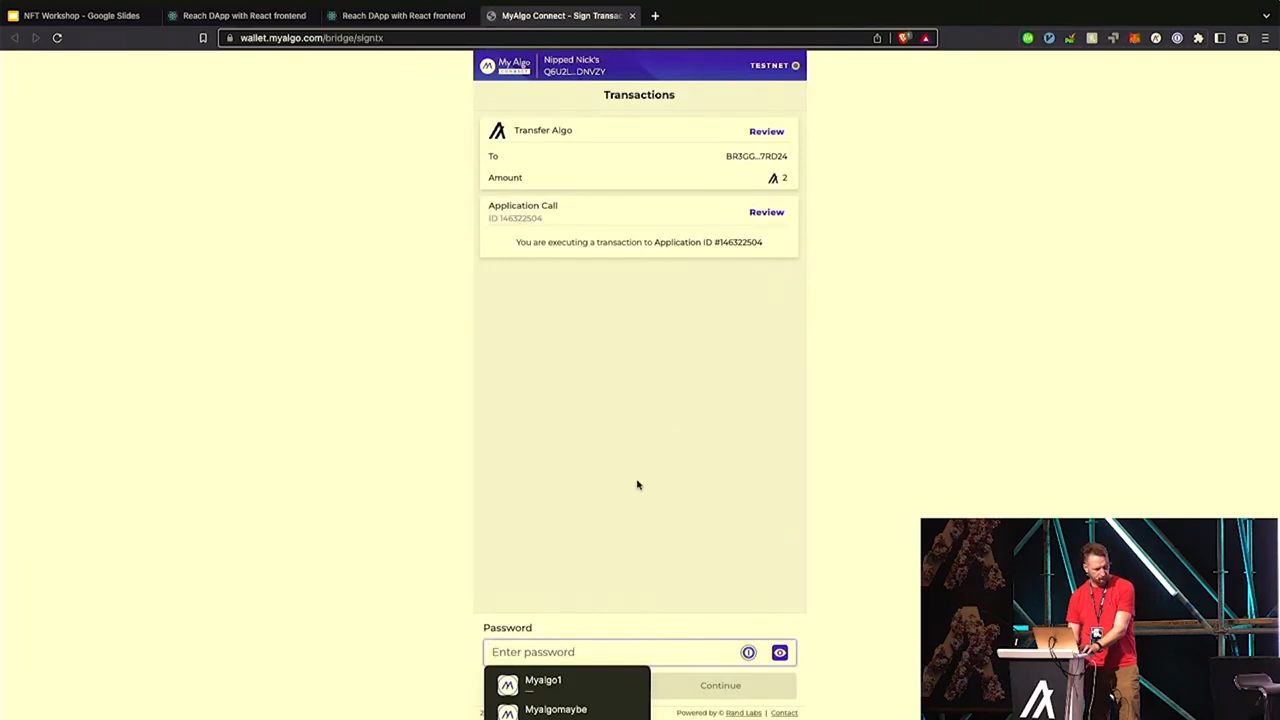 NFT Workshop - Google Slides
Reach DApp with React frontend
Reach DApp with React frontend
MyAlgo Connect - Sign Transac
wallet.myalgo.com/bridge/signtx
My Algo
CONNECT
Nipped Nick's
Q6U2L...DNVZY
TESTNET
Transactions
Transfer Algo
Review
To
BR3GG...7RD24
Amount
2
Application Call
Review
ID 146322504
You are executing a transaction to Application ID #146322504
Password
Enter password
Myalgo1
Continue
Myalgomaybe
Powered by © Rand Labs | Contact